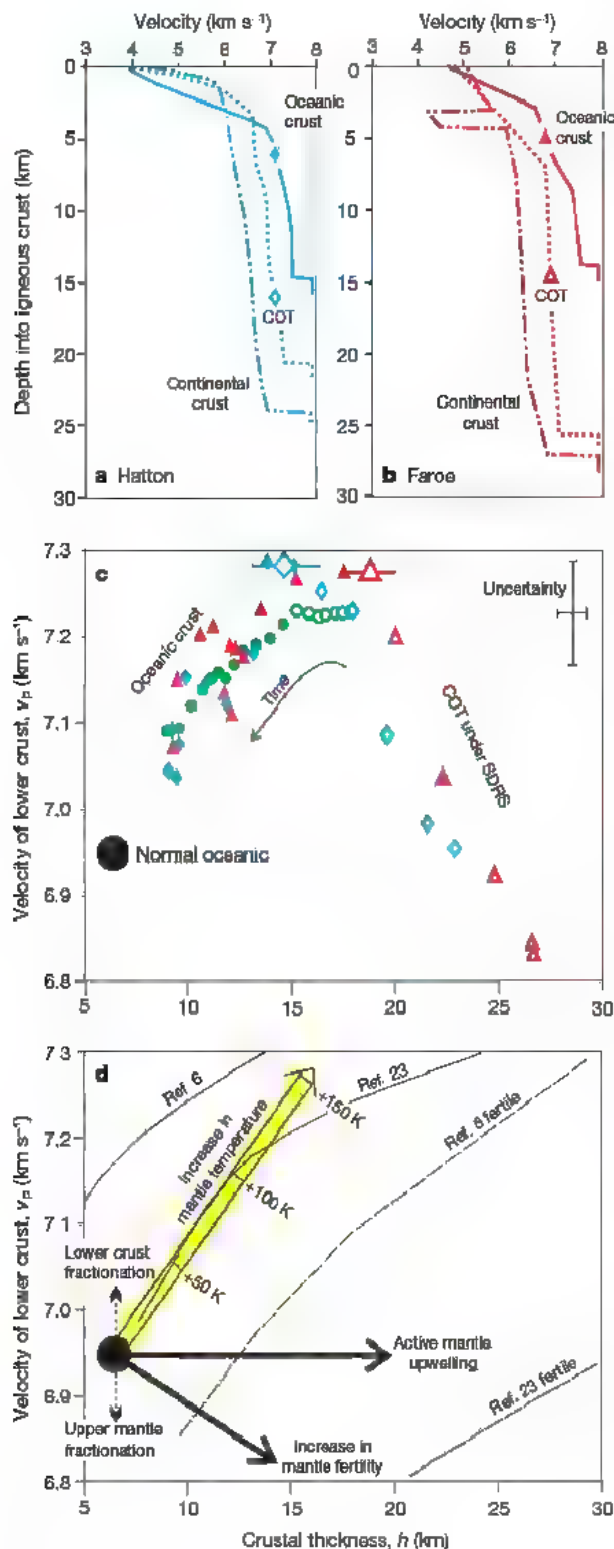 Velocity (km s⁻¹)
Velocity (km s⁻¹)
3 4 5 6 7 8
3 4 5 6 7 8
0
5
10
15
20
25
30
Depth into igneous crust (km)
Oceanic
crust
COT
Continental
crust
a Hatton
0
5
10
15
20
25
30
Oceanic
crust
COT
Continental
crust
b Faroe
7.3
7.2
7.1
7.0
6.9
6.8
Velocity of lower crust, vₚ (km s⁻¹)
c
Uncertainty
Oceanic crust
Time
COT under SDRS
Normal oceanic
5 10 15 20 25 30
7.3
7.2
7.1
7.0
6.9
6.8
Velocity of lower crust, vₚ (km s⁻¹)
d
Ref. 6
Ref. 23
+150 K
Increase in
mantle temperature
+100 K
+50 K
Ref. 6 fertile
Lower crust
fractionation
Active mantle
upwelling
Upper mantle
fractionation
Increase in
mantle fertility
Ref. 23 fertile
5 10 15 20 25 30
Crustal thickness, h (km)